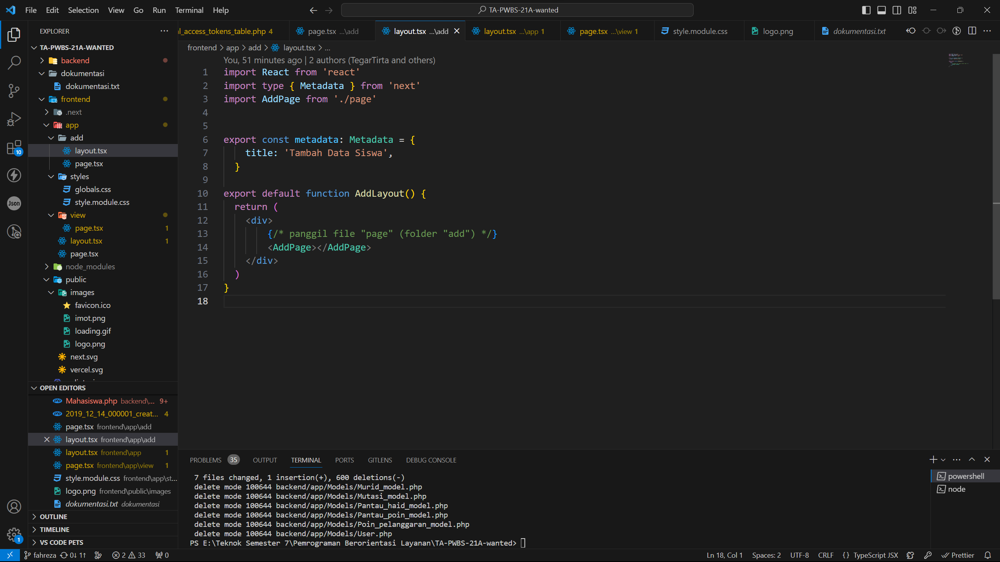 File Edit Selection View Go Run Terminal Help
TA-PWBS-21A-wanted
EXPLORER
TA-PWBS-21A-WANTED
backend
dokumentasi
dokumentasi.txt
frontend
.next
app
add
layout.tsx
page.tsx
styles
globals.css
style.module.css
view
page.tsx 1
layout.tsx 1
page.tsx
node_modules
public
images
favicon.ico
imot.png
loading.gif
logo.png
next.svg
vercel.svg
OPEN EDITORS
Mahasiswa.php backend\... 9+
2019_12_14_000001_creat... 4
page.tsx frontend\app\add
layout.tsx frontend\app\add
layout.tsx frontend\app 1
page.tsx frontend\app\view 1
style.module.css frontend\app\st...
logo.png frontend\public\images
dokumentasi.txt dokumentasi
OUTLINE
TIMELINE
VS CODE PETS
10
Json
1
l_access_tokens_table.php 4
page.tsx ...\add
layout.tsx ...\add
layout.tsx ...\app 1
page.tsx ...\view 1
style.module.css
logo.png
dokumentasi.txt
frontend > app > add > layout.tsx > ...
You, 51 minutes ago | 2 authors (TegarTirta and others)
1 import React from 'react'
2 import type { Metadata } from 'next'
3 import AddPage from './page'
4
5
6 export const metadata: Metadata = {
7 title: 'Tambah Data Siswa',
8 }
9
10 export default function AddLayout() {
11 return (
12 <div>
13 {/* panggil file "page" (folder "add") */}
14 <AddPage></AddPage>
15 </div>
16 )
17 }
18
PROBLEMS 35 OUTPUT TERMINAL PORTS GITLENS DEBUG CONSOLE
7 files changed, 1 insertion(+), 600 deletions(-)
delete mode 100644 backend/app/Models/Murid_model.php
delete mode 100644 backend/app/Models/Mutasi_model.php
delete mode 100644 backend/app/Models/Pantau_haid_model.php
delete mode 100644 backend/app/Models/Pantau_poin_model.php
delete mode 100644 backend/app/Models/Poin_pelanggaran_model.php
delete mode 100644 backend/app/Models/User.php
PS E:\Teknok Semester 7\Pemrograman Berorientasi Layanan\TA-PWBS-21A-wanted>
powershell
node
fahreza 0↓ 1↑ 2 33 0
Ln 18, Col 1 Spaces: 2 UTF-8 CRLF {} TypeScript JSX Prettier